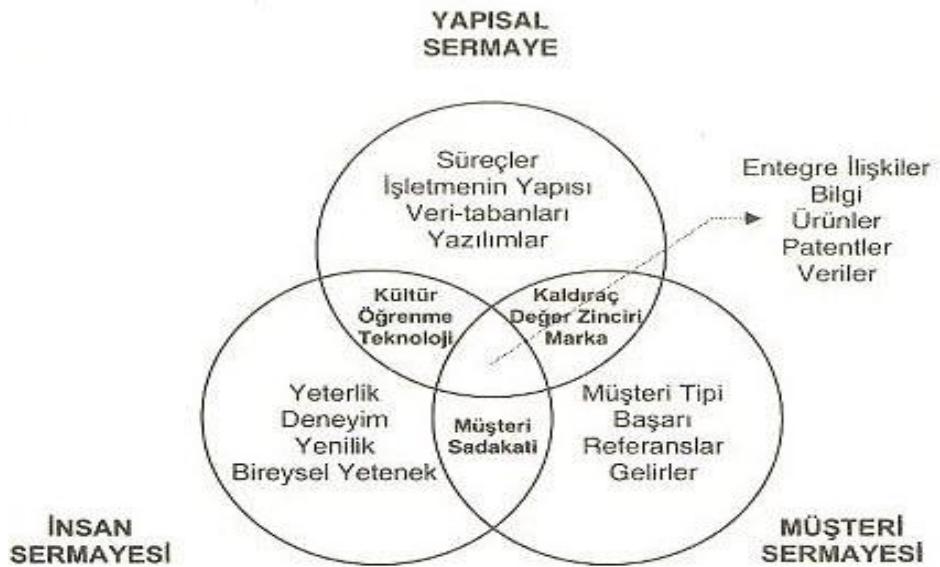 YAPISAL
SERMAYE
Süreçler
İşletmenin Yapısı
Veri-tabanları
Yazılımlar
Entegre İlişkiler
Bilgi
Ürünler
Patentler
Veriler
Kültür
Öğrenme
Teknoloji
Kaldıraç
Değer Zinciri
Marka
Yeterlik
Deneyim
Yenilik
Bireysel Yetenek
Müşteri
Sadakati
Müşteri Tipi
Başarı
Referanslar
Gelirler
İNSAN
SERMAYESİ
MÜŞTERİ
SERMAYESİ